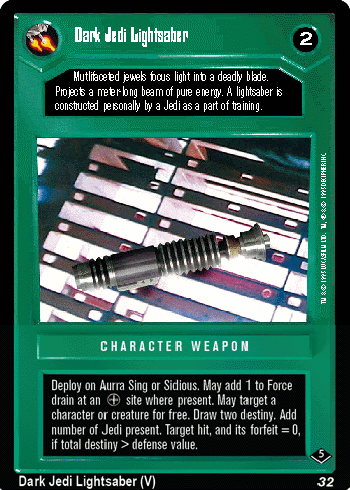 Dark Jedi Lightsaber
2
Mutlifaceted jewels focus light into a deadly blade.
Projects a meter-long beam of pure energy. A lightsaber is
constructed personally by a Jedi as a part of training.
CHARACTER WEAPON
Deploy on Aurra Sing or Sidious. May add 1 to Force
drain at an site where present. May target a
character or creature for free. Draw two destiny. Add
number of Jedi present. Target hit, and its forfeit = 0,
if total destiny > defense value.
5
Dark Jedi Lightsaber (V)
32